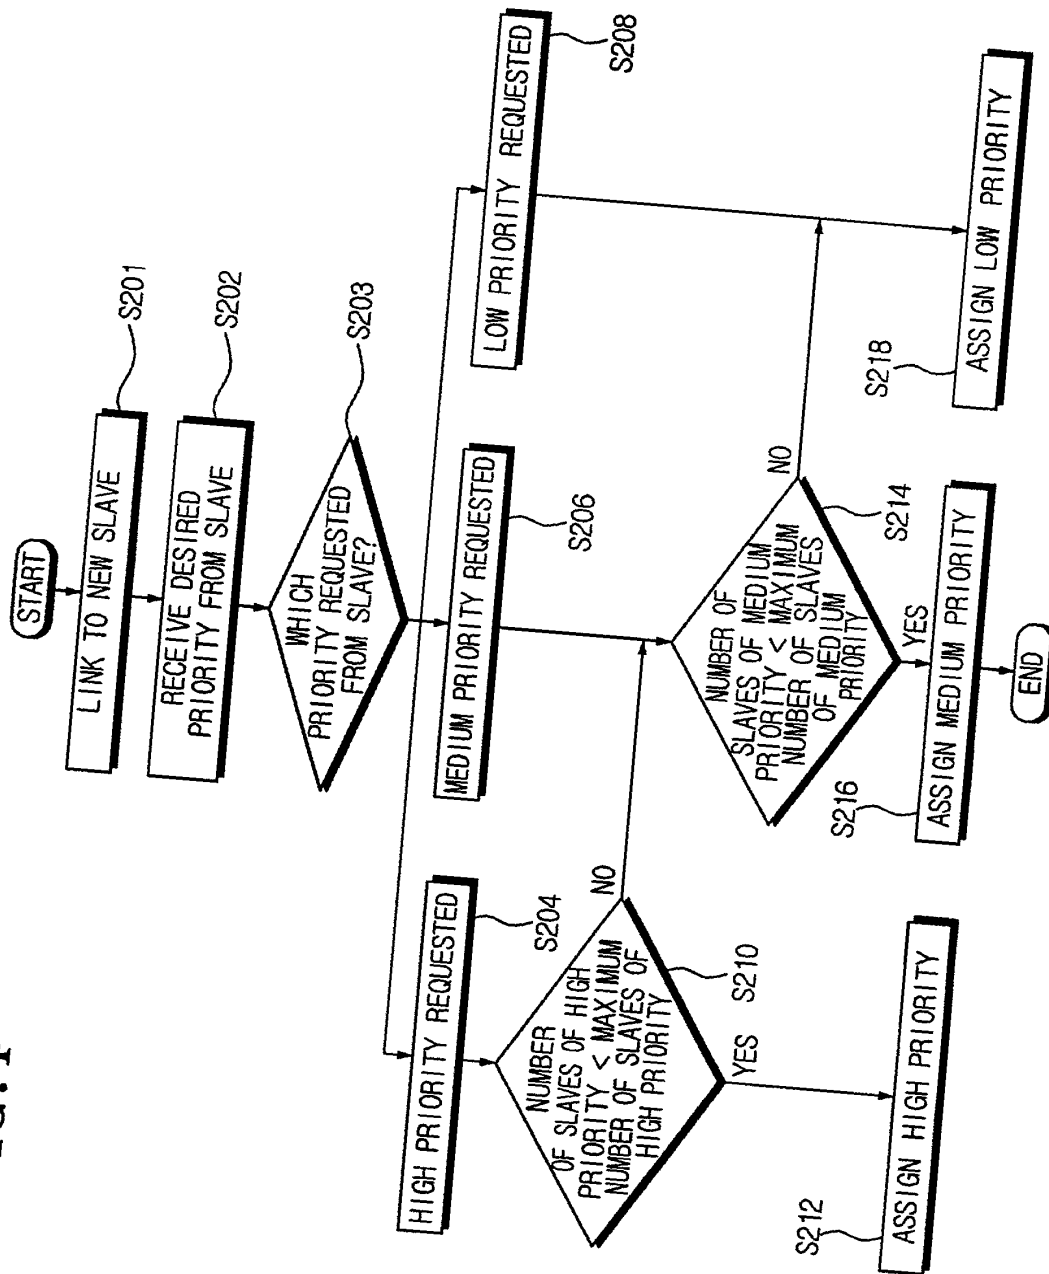 START
LINK TO NEW SLAVE
S201
RECEIVE DESIRED
PRIORITY FROM SLAVE
S202
WHICH
PRIORITY REQUESTED
FROM SLAVE?
S203
HIGH PRIORITY REQUESTED
S204
MEDIUM PRIORITY REQUESTED
S206
LOW PRIORITY REQUESTED
S208
NUMBER
OF SLAVES OF HIGH
PRIORITY < MAXIMUM
NUMBER OF SLAVES OF
HIGH PRIORITY
S210
NO
YES
NUMBER OF
SLAVES OF MEDIUM
PRIORITY < MAXIMUM
NUMBER OF SLAVES
OF MEDIUM
PRIORITY
S214
NO
YES
S212
ASSIGN HIGH PRIORITY
S216
ASSIGN MEDIUM PRIORITY
S218
ASSIGN LOW PRIORITY
END